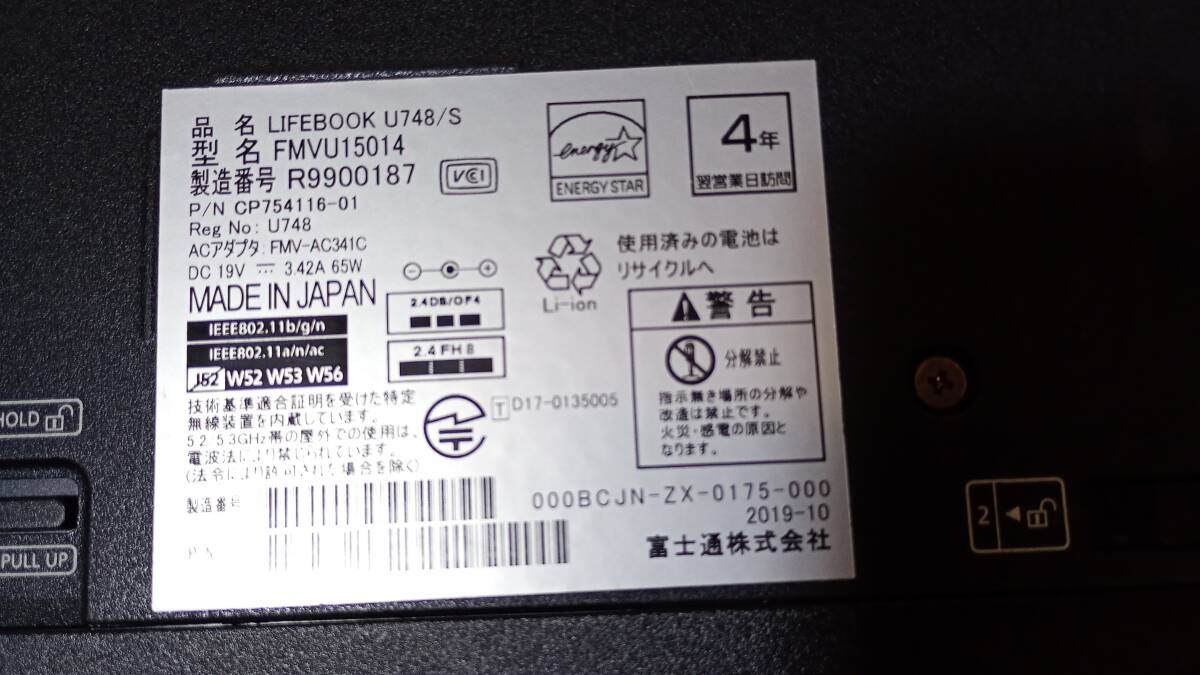 品 名 LIFEBOOK U748/S
型 名 FMVU15014
製造番号 R9900187
VCI
P/N CP754116-01
Reg No: U748
ACアダプタ: FMV-AC341C
DC 19V 3.42A 65W
MADE IN JAPAN
IEEE802.11b/g/n
IEEE802.11a/n/ac
J52 W52 W53 W56
2.4DS/OF4
2.4FH8
energy
ENERGY STAR
4年
翌営業日訪問
Li-ion
使用済みの電池は
リサイクルへ
警告
分解禁止
指示無き場所の分解や
改造は禁止です。
火災・感電の原因と
なります。
技術基準適合証明を受けた特定
無線装置を内蔵しています。
5.2 5.3GHz帯の屋外での使用は、
電波法により禁じられています。
(法令により許可された場合を除く)
T D17-0135005
製造番号
P/N
000BCJN-ZX-0175-000
2019-10
富士通株式会社
HOLD
PULL UP
2